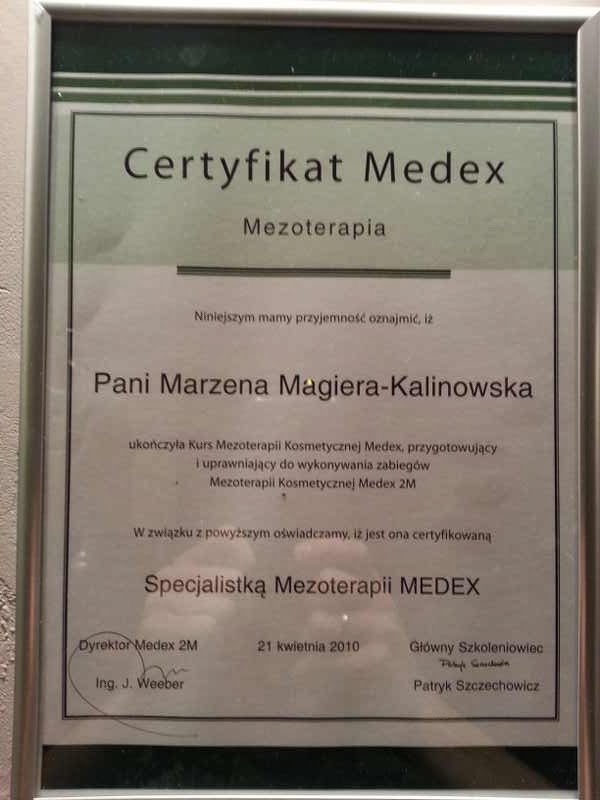 Certyfikat Medex
Mezoterapia
Niniejszym mamy przyjemność oznajmić, iż
Pani Marzena Magiera-Kalinowska
ukończyła Kurs Mezoterapii Kosmetycznej Medex, przygotowujący
i uprawniający do wykonywania zabiegów
Mezoterapii Kosmetycznej Medex 2M
W związku z powyższym oświadczamy, iż jest ona certyfikowaną
Specjalistką Mezoterapii MEDEX
Dyrektor Medex 2M 21 kwietnia 2010 Główny Szkoleniowiec
Ing. J. Weeber Patryk Szczechowicz